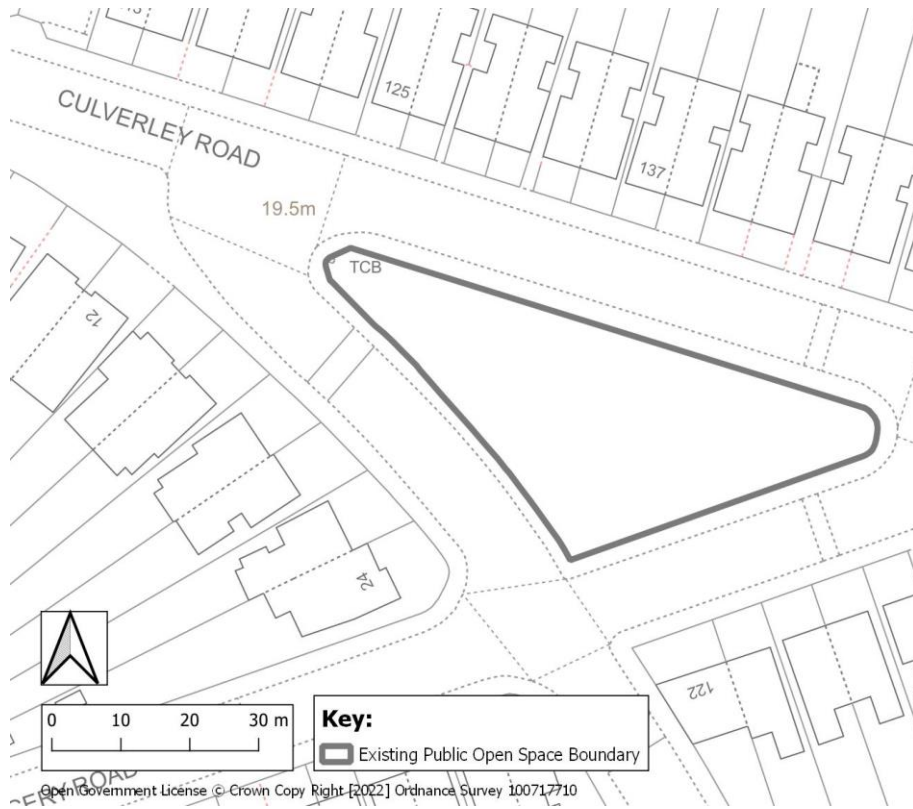 125
CULVERLEY ROAD
137
19.5m
TCB
12
24
122
0 10 20 30 m
Key:
Existing Public Open Space Boundary
ROAD
Open Government License © Crown Copy Right [2022] Ordnance Survey 100717710